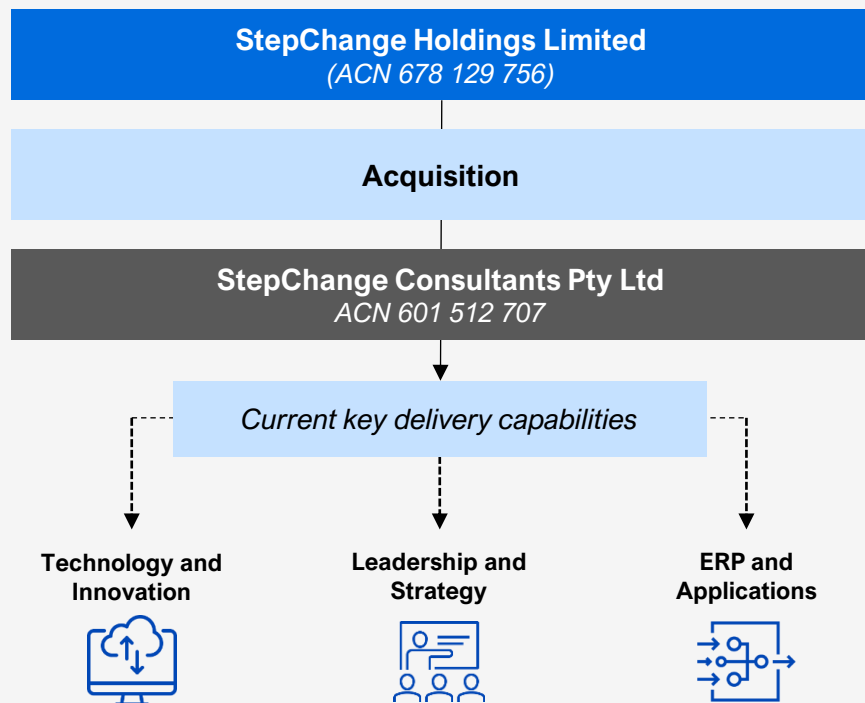 StepChange Holdings Limited
(ACN 678 129 756)
Acquisition
StepChange Consultants Pty Ltd
ACN 601 512 707
Current key delivery capabilities
Technology and
Innovation
Leadership and
Strategy
ERP and
Applications